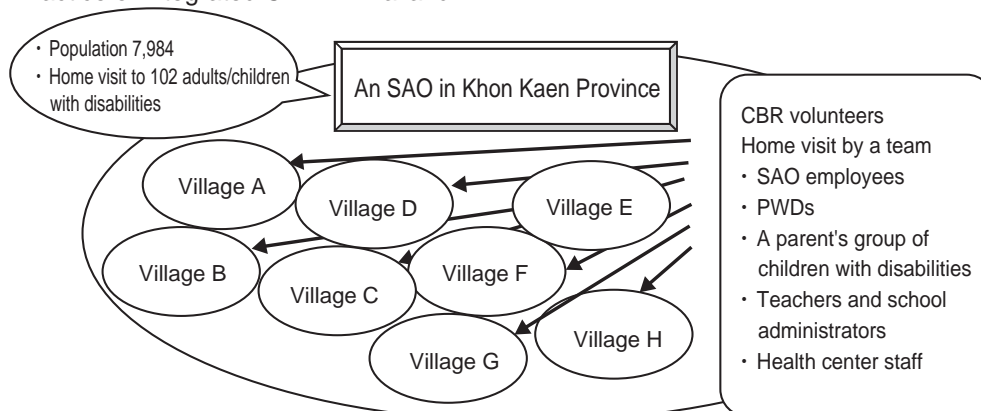 ・Population 7,984
・Home visit to 102 adults/children
with disabilities
An SAO in Khon Kaen Province
CBR volunteers
Home visit by a team
・SAO employees
・PWDs
・A parent's group of
children with disabilities
・Teachers and school
administrators
・Health center staff
Village A
Village D
Village E
Village B
Village C
Village F
Village G
Village H